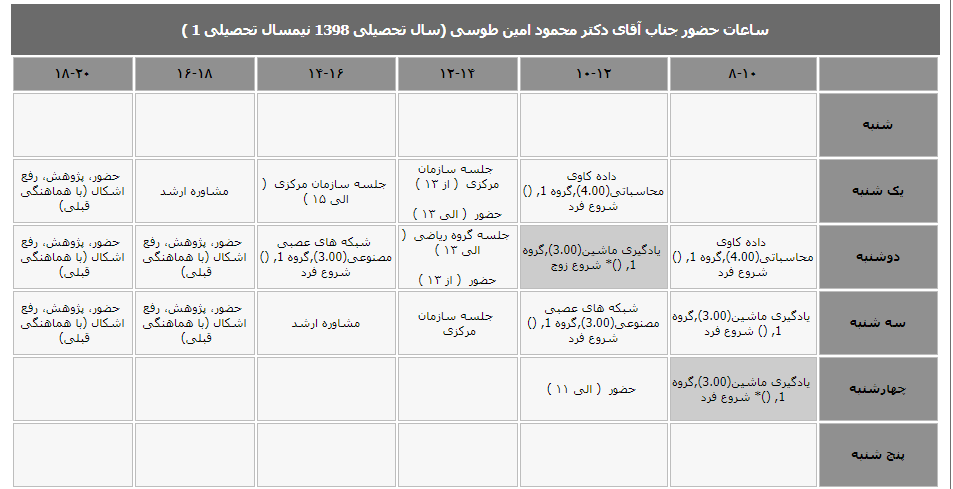 ساعات حضور جناب آقای دکتر محمود امین طوسی (سال تحصیلی 1398 نیمسال تحصیلی 1 )
۸-۱۰
۱۰-۱۲
۱۲-۱۴
۱۴-۱۶
۱۶-۱۸
۱۸-۲۰
شنبه
یک شنبه
داده کاوی
محاسباتی(4.00),گروه 1, ()
شروع فرد
جلسه سازمان
مرکزی ( از ۱۳ )
حضور ( الی ۱۳ )
جلسه سازمان مرکزی (
الی ۱۵ )
مشاوره ارشد
حضور، پژوهش، رفع
اشکال (با هماهنگی
قبلی)
دوشنبه
داده کاوی
محاسباتی(4.00),گروه 1, ()
شروع فرد
یادگیری ماشین(3.00),گروه
1, ()* شروع زوج
جلسه گروه ریاضی (
الی ۱۳ )
حضور ( از ۱۳ )
شبکه های عصبی
مصنوعی(3.00),گروه 1, ()
شروع فرد
حضور، پژوهش، رفع
اشکال (با هماهنگی
قبلی)
حضور، پژوهش، رفع
اشکال (با هماهنگی
قبلی)
سه شنبه
یادگیری ماشین(3.00),گروه
1, () شروع فرد
شبکه های عصبی
مصنوعی(3.00),گروه 1, ()
شروع فرد
جلسه سازمان
مرکزی
مشاوره ارشد
حضور، پژوهش، رفع
اشکال (با هماهنگی
قبلی)
حضور، پژوهش، رفع
اشکال (با هماهنگی
قبلی)
چهارشنبه
یادگیری ماشین(3.00),گروه
1, ()* شروع فرد
حضور ( الی ۱۱ )
پنج شنبه